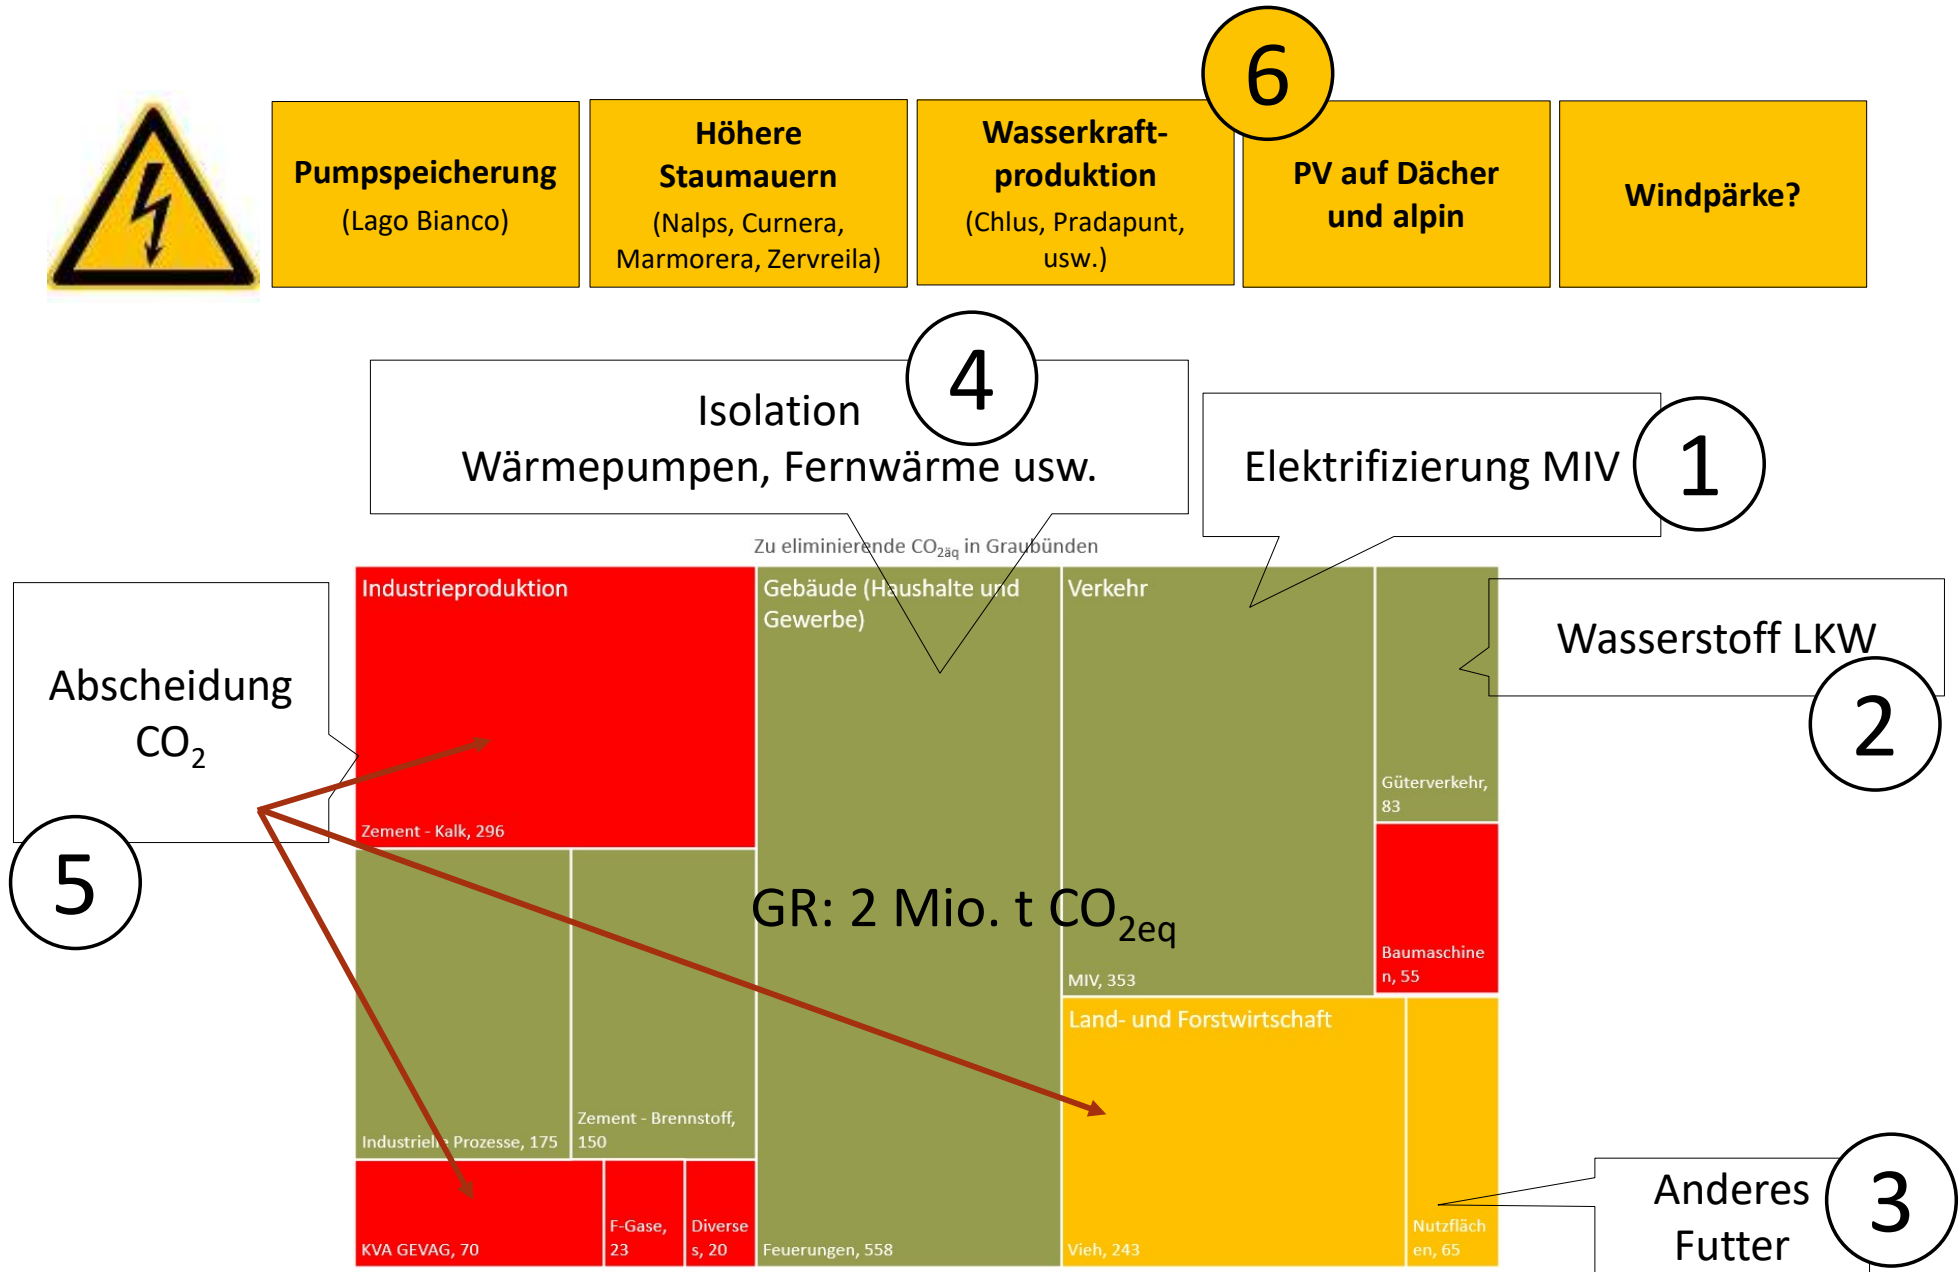 6
Pumpspeicherung
(Lago Bianco)
Höhere
Staumauern
(Nalps, Curnera,
Marmorera, Zervreila)
Wasserkraft-
produktion
(Chlus, Pradapunt,
usw.)
PV auf Dächer
und alpin
Windpärke?
4
Isolation
Wärmepumpen, Fernwärme usw.
Elektrifizierung MIV
1
Zu eliminierende CO2äq in Graubünden
Abscheidung
CO2
5
Industrieproduktion
Zement - Kalk, 296
Industrielle Prozesse, 175
Zement - Brennstoff,
150
KVA GEVAG, 70
F-Gase,
23
Diverse
s, 20
Gebäude (Haushalte und
Gewerbe)
Feuerungen, 558
GR: 2 Mio. t CO2eq
Verkehr
MIV, 353
Güterverkehr,
83
Baumaschine
n, 55
Wasserstoff LKW
2
Land- und Forstwirtschaft
Vieh, 243
Nutzfläch
en, 65
Anderes
Futter
3